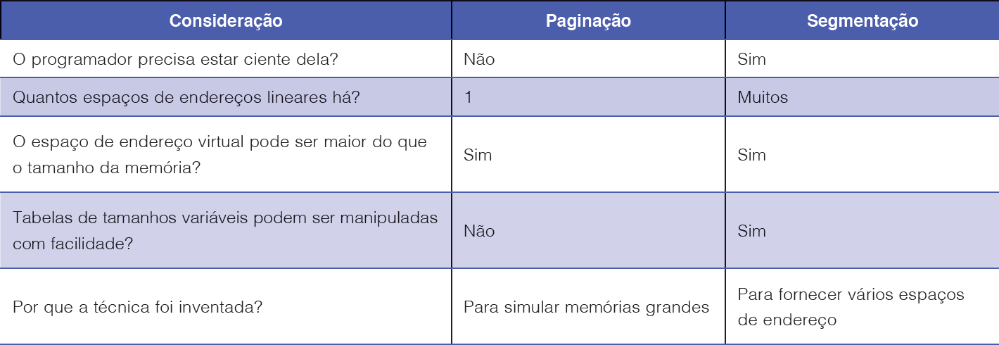 Consideração Paginação Segmentação
O programador precisa estar ciente dela? Não Sim
Quantos espaços de endereços lineares há? 1 Muitos
O espaço de endereço virtual pode ser maior do que
o tamanho da memória?
Sim Sim
Tabelas de tamanhos variáveis podem ser manipuladas
com facilidade?
Não Sim
Por que a técnica foi inventada? Para simular memórias grandes
Para fornecer vários espaços
de endereço